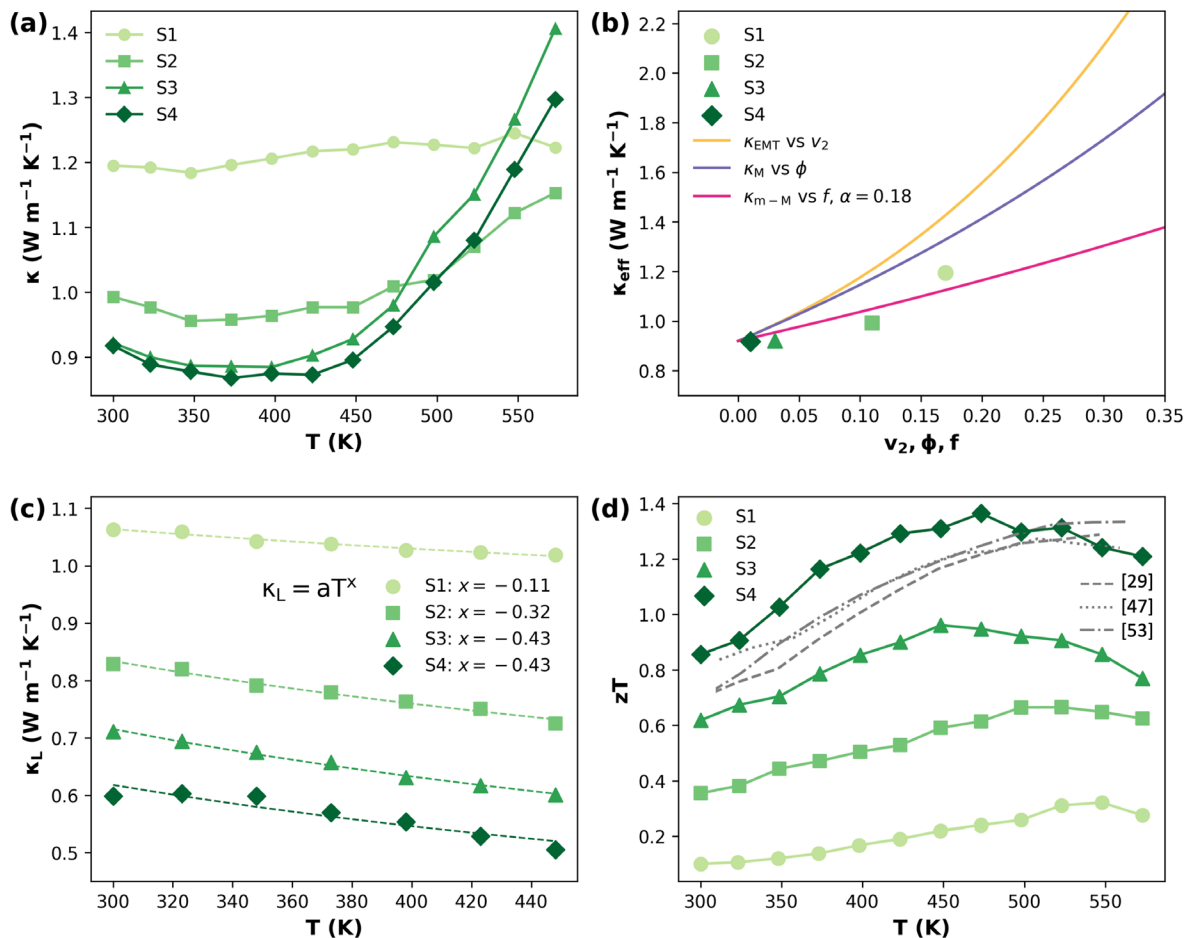 (a)
S1
S2
S3
S4
1.4
1.3
1.2
1.1
1.0
0.9
κ (W m⁻¹ K⁻¹)
300 350 400 450 500 550
T (K)
(b)
S1
S2
S3
S4
κ_EMT vs v₂
κ_M vs ϕ
κ_m−M vs f, α = 0.18
2.2
2.0
1.8
1.6
1.4
1.2
1.0
0.8
κ_eff (W m⁻¹ K⁻¹)
0.00 0.05 0.10 0.15 0.20 0.25 0.30 0.35
v₂, ϕ, f
(c)
κ_L = aTˣ
S1: x = −0.11
S2: x = −0.32
S3: x = −0.43
S4: x = −0.43
1.1
1.0
0.9
0.8
0.7
0.6
0.5
κ_L (W m⁻¹ K⁻¹)
300 320 340 360 380 400 420 440
T (K)
(d)
S1
S2
S3
S4
[29]
[47]
[53]
1.4
1.2
1.0
0.8
0.6
0.4
0.2
zT
300 350 400 450 500 550
T (K)